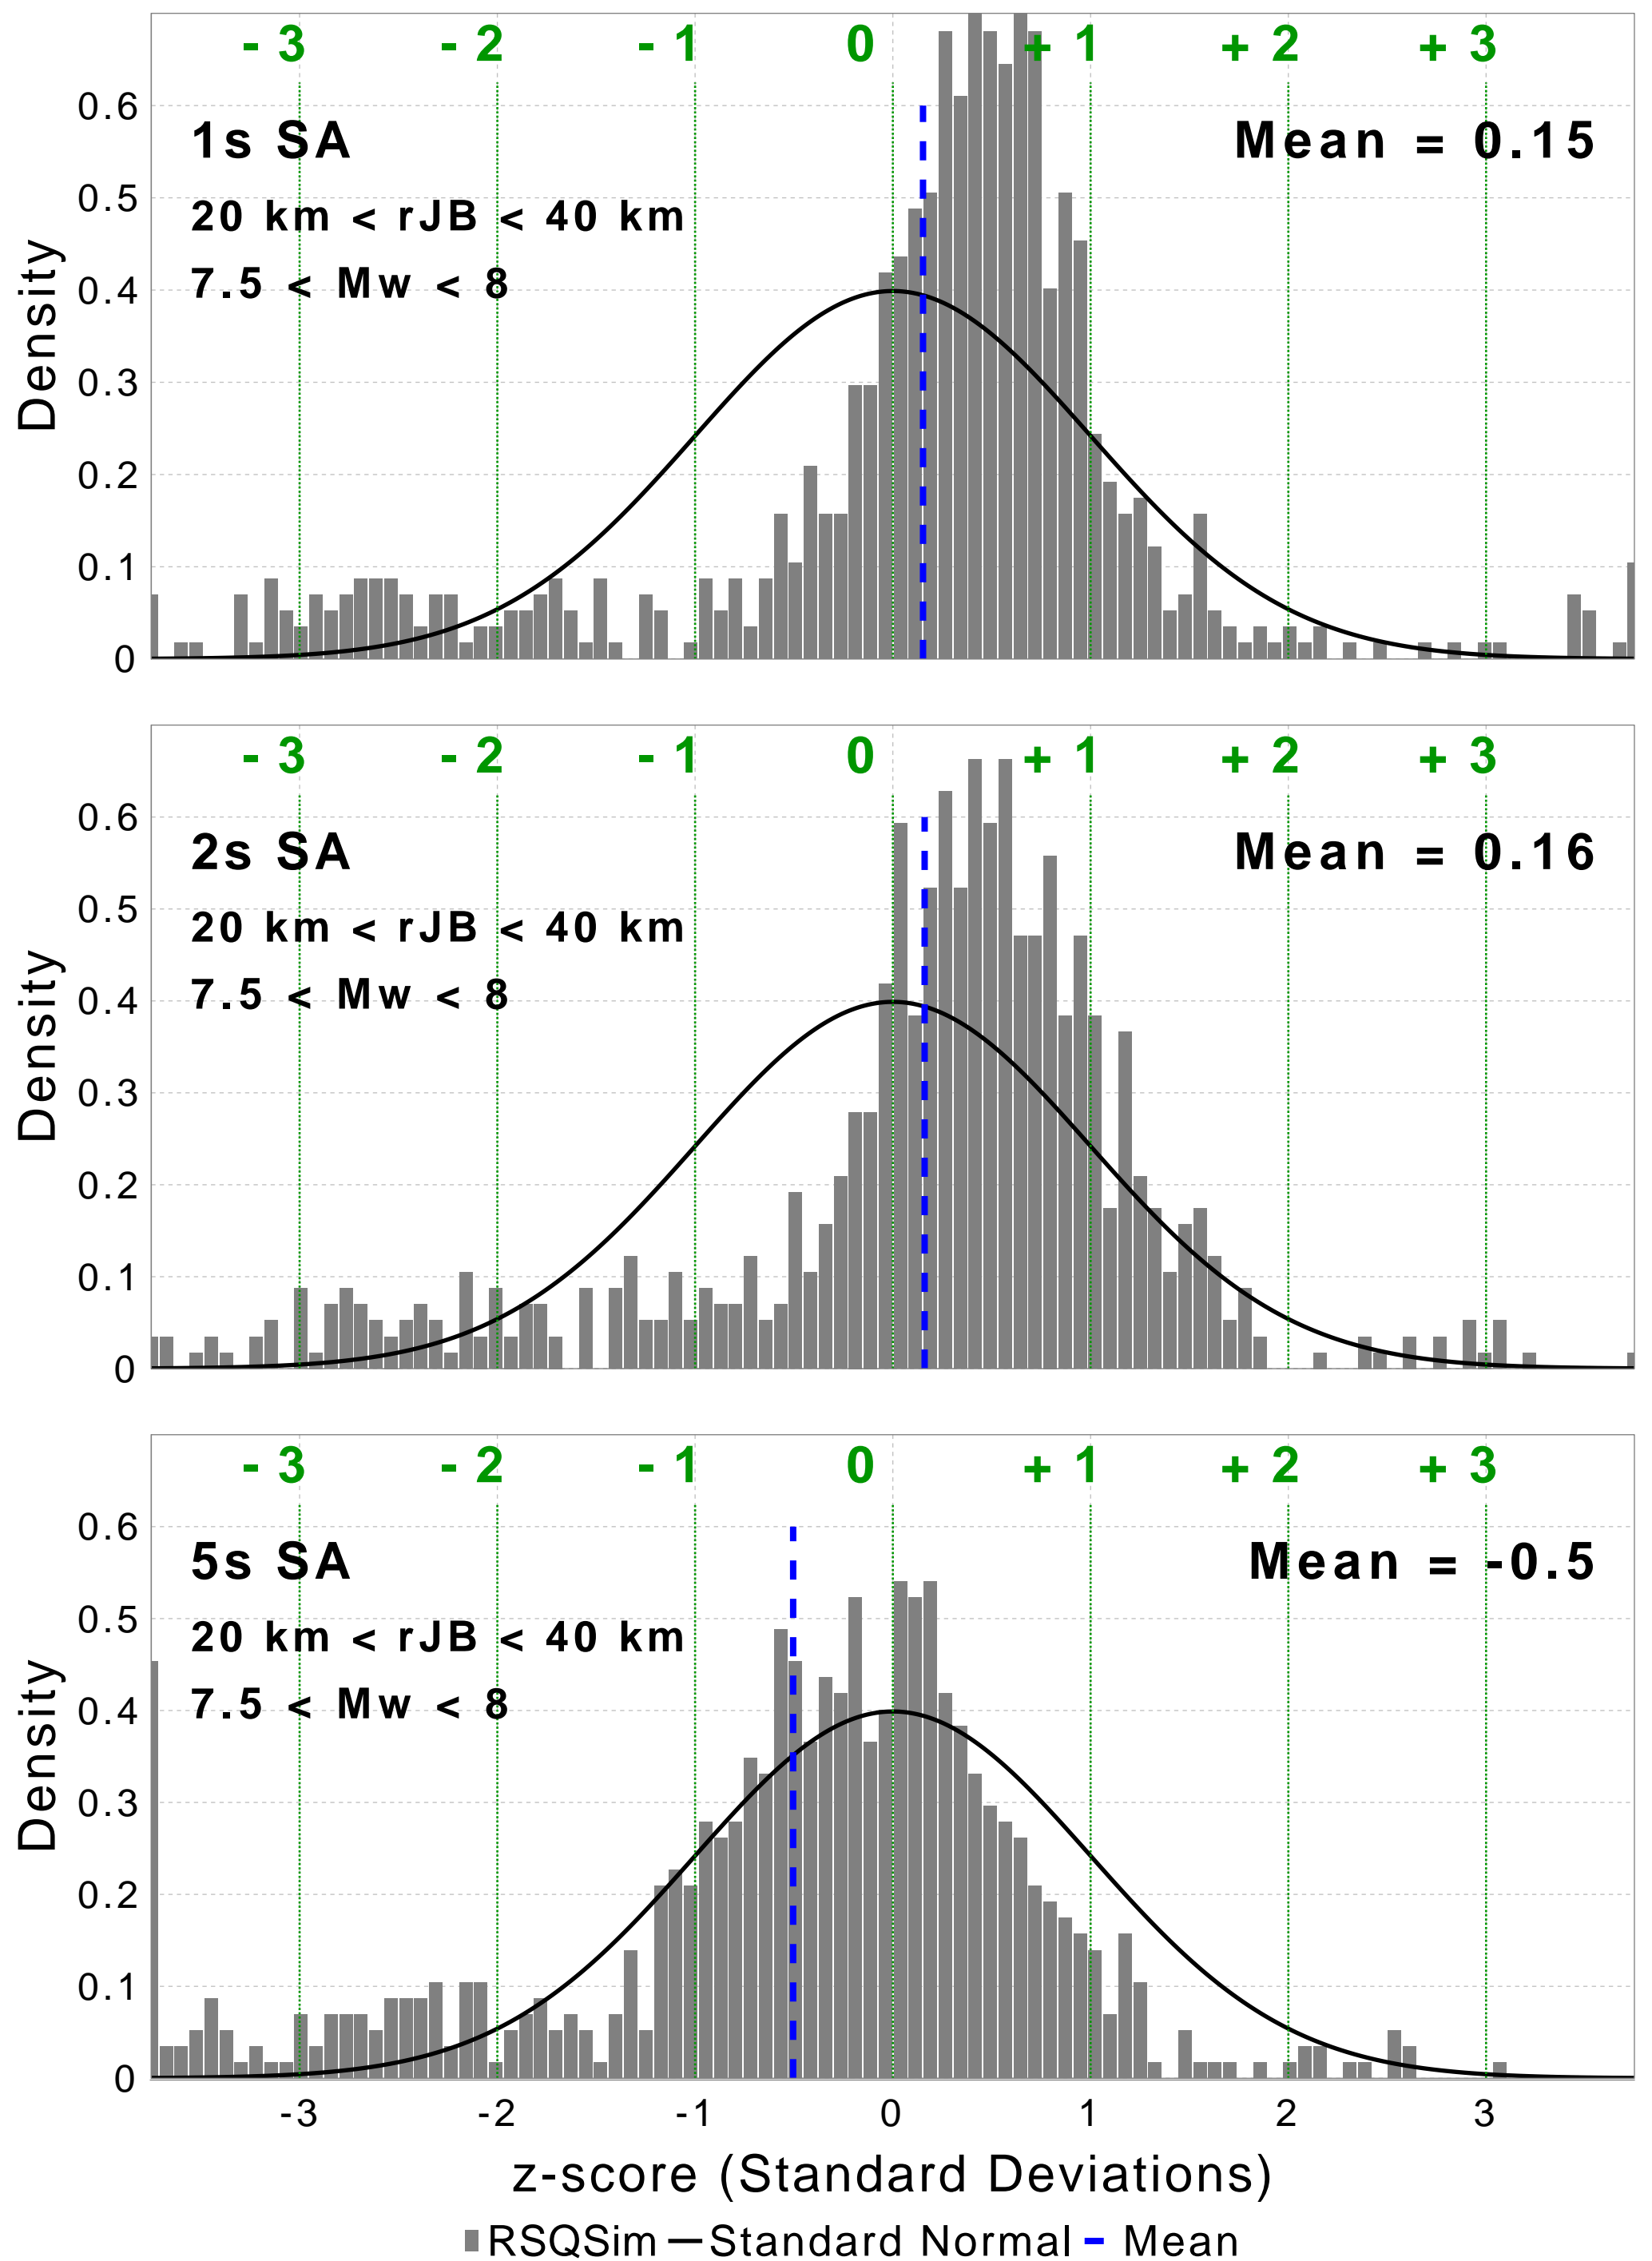 - 3 - 2 - 1 0 + 1 + 2 + 3
0.6
1s SA Mean = 0.15
0.5
20 km < rJB < 40 km
7.5 < Mw < 8
0.4
Density
0.3
0.2
0.1
0
- 3 - 2 - 1 0 + 1 + 2 + 3
0.6
2s SA Mean = 0.16
0.5
20 km < rJB < 40 km
7.5 < Mw < 8
0.4
Density
0.3
0.2
0.1
0
- 3 - 2 - 1 0 + 1 + 2 + 3
0.6
5s SA Mean = -0.5
0.5
20 km < rJB < 40 km
7.5 < Mw < 8
0.4
Density
0.3
0.2
0.1
0
-3 -2 -1 0 1 2 3
z-score (Standard Deviations)
RSQSim Standard Normal Mean